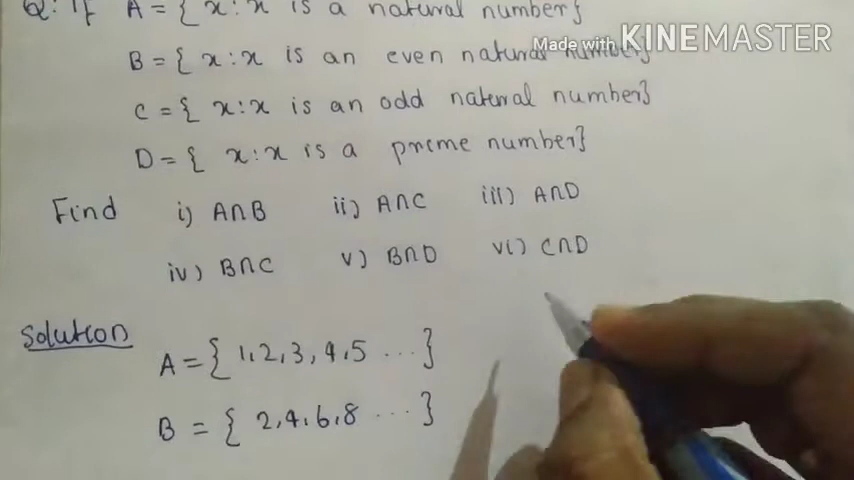 Q. If A = { x : x is a natural number}
Made with KINEMASTER
B = { x : x is an even natural number}
C = { x : x is an odd natural number}
D = { x : x is a prime number}
Find i) A∩B ii) A∩C iii) A∩D
iv) B∩C v) B∩D vi) C∩D
Solution
A = { 1, 2, 3, 4, 5 ... }
B = { 2, 4, 6, 8 ... }